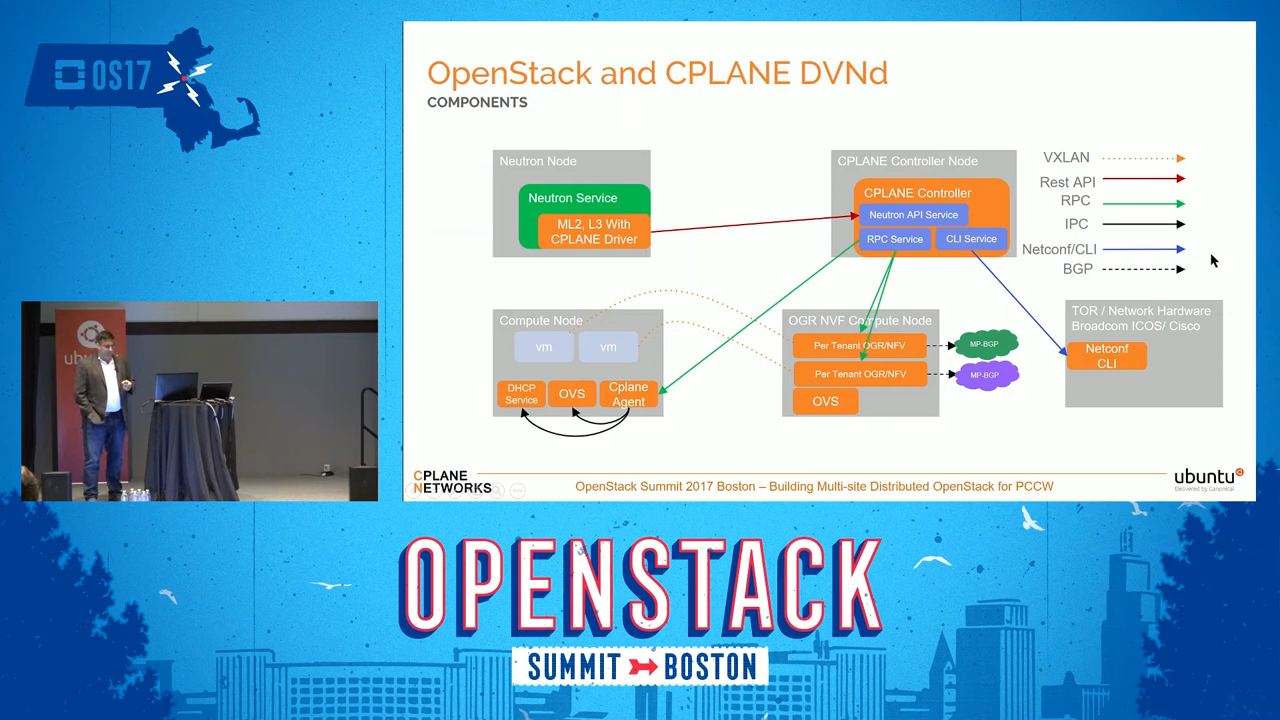 OS17
OpenStack and CPLANE DVNd
COMPONENTS
Neutron Node
Neutron Service
ML2, L3 With
CPLANE Driver
CPLANE Controller Node
CPLANE Controller
Neutron API Service
RPC Service
CLI Service
VXLAN
Rest API
RPC
IPC
Netconf/CLI
BGP
Compute Node
vm
vm
DHCP
Service
OVS
Cplane
Agent
OGR NVF Compute Node
Per Tenant OGR/NFV
Per Tenant OGR/NFV
OVS
MP-BGP
MP-BGP
TOR / Network Hardware
Broadcom ICOS/ Cisco
Netconf
CLI
CPLANE
NETWORKS
OpenStack Summit 2017 Boston – Building Multi-site Distributed OpenStack for PCCW
ubuntu
Delivered by Canonical
OPENSTACK
SUMMIT BOSTON